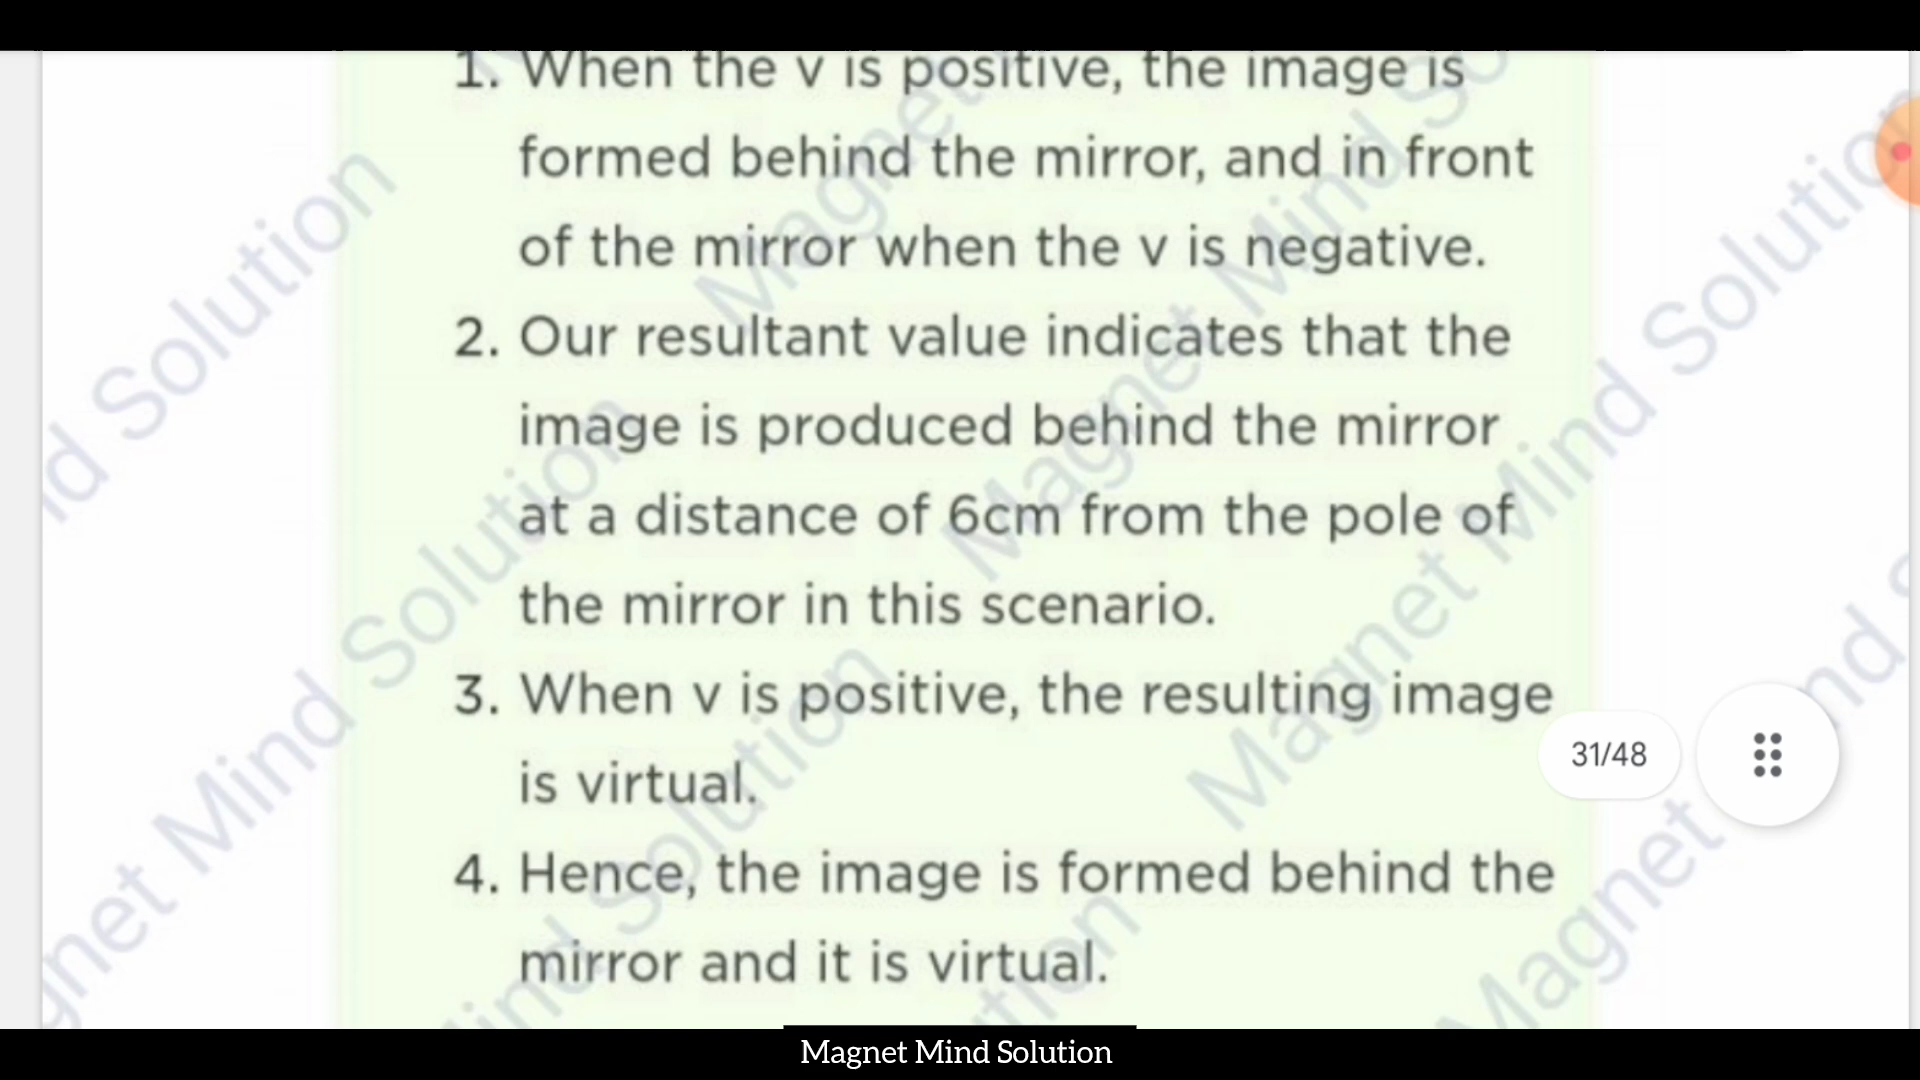 1. When the v is positive, the image is
formed behind the mirror, and in front
of the mirror when the v is negative.
2. Our resultant value indicates that the
image is produced behind the mirror
at a distance of 6cm from the pole of
the mirror in this scenario.
3. When v is positive, the resulting image
is virtual.
31/48
4. Hence, the image is formed behind the
mirror and it is virtual.
Magnet Mind Solution